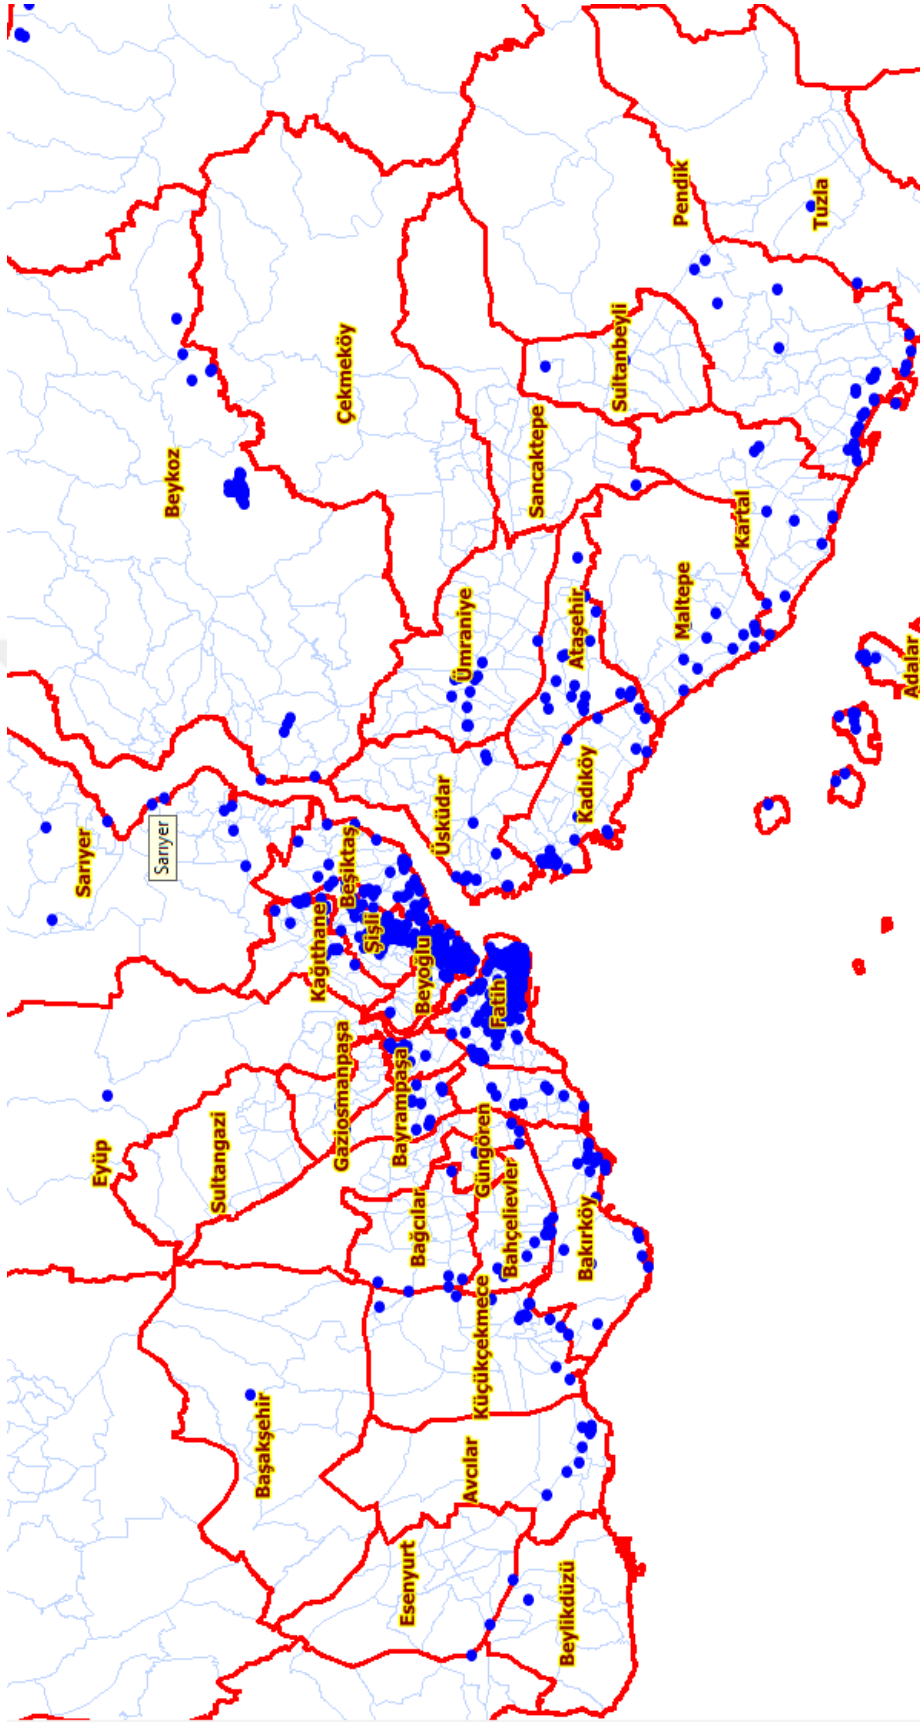 Sarıyer
Eyüp
Sarıyer
Beykoz
Sultangazi
Başakşehir
Kağıthane
Gaziosmanpaşa
Çekmeköy
Beşiktaş
Şişli
Bayrampaşa
Esenyurt
Bağcılar
Beyoğlu
Üsküdar
Ümraniye
Avcılar
Küçükçekmece
Güngören
Fatih
Bahçelievler
Sancaktepe
Beylikdüzü
Ataşehir
Bakırköy
Kadıköy
Sultanbeyli
Pendik
Maltepe
Kartal
Tuzla
Adalar